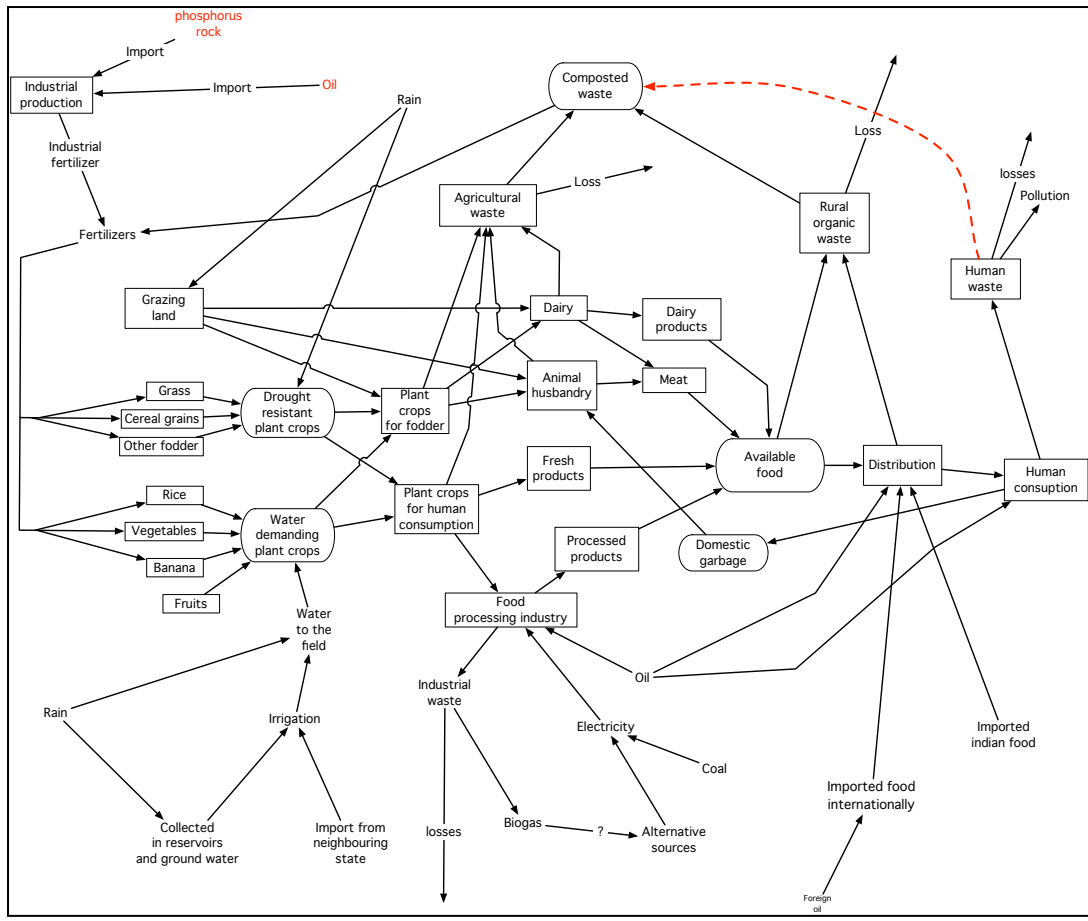 phosphorus
rock
Import
Industrial
production
Import
Oil
Composted
waste
Rain
Loss
Industrial
fertilizer
losses
Agricultural
waste
Loss
Rural
organic
waste
Pollution
Fertilizers
Human
waste
Grazing
land
Dairy
Dairy
products
Grass
Cereal grains
Other fodder
Drought
resistant
plant crops
Plant
crops
for fodder
Animal
husbandry
Meat
Fresh
products
Available
food
Distribution
Human
consuption
Rice
Vegetables
Banana
Fruits
Water
demanding
plant crops
Plant crops
for human
consumption
Processed
products
Domestic
garbage
Food
processing industry
Water
to the
field
Oil
Industrial
waste
Rain
Irrigation
Electricity
Imported
indian food
Coal
Imported food
internationally
Collected
in reservoirs
and ground water
Import from
neighbouring
state
losses
Biogas
?
Alternative
sources
Foreign
oil